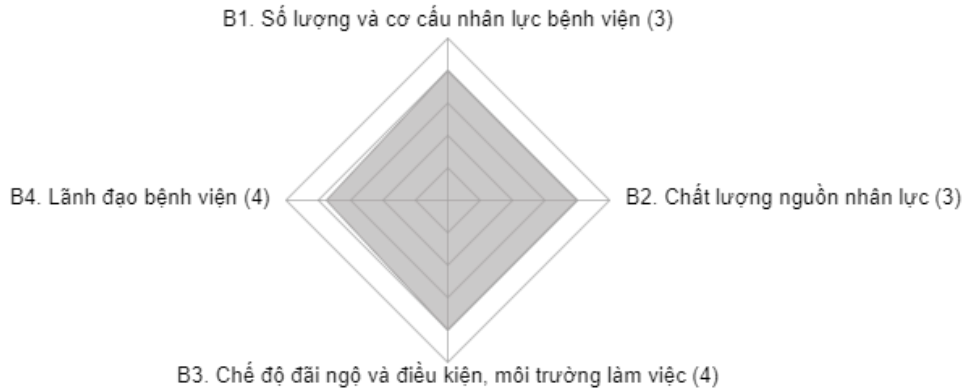 B1. Số lượng và cơ cấu nhân lực bệnh viện (3)
B4. Lãnh đạo bệnh viện (4)
B2. Chất lượng nguồn nhân lực (3)
B3. Chế độ đãi ngộ và điều kiện, môi trường làm việc (4)